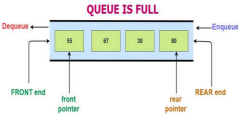 QUEUE IS FULL
Dequeue
Enqueue
55 67 30 80
FRONT end
REAR end
front
pointer
rear
pointer